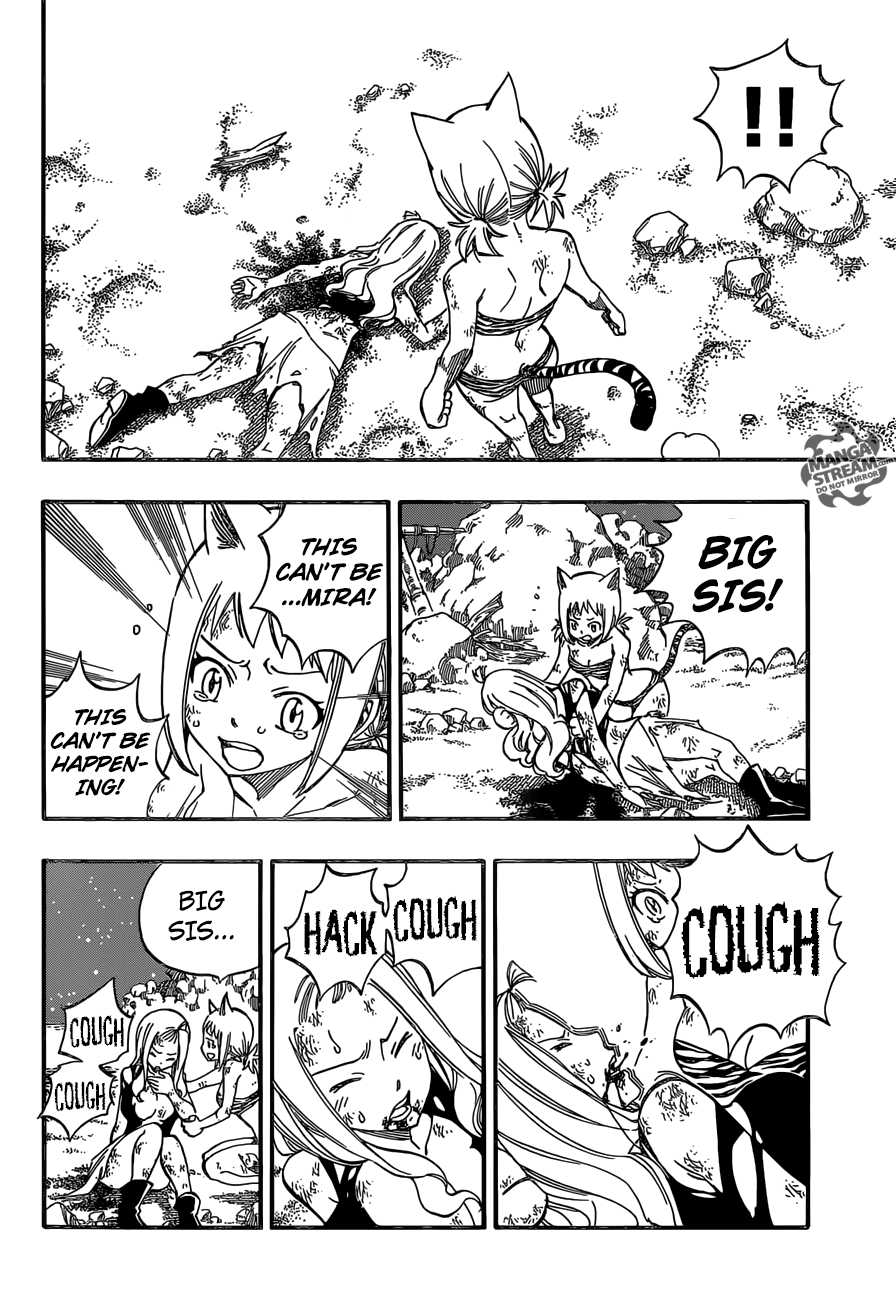 !!
MANGA
STREAM.com
DO NOT MIRROR
BIG
SIS!
THIS
CAN'T BE
...MIRA!
THIS
CAN'T BE
HAPPEN-
ING!
COUGH
COUGH
HACK
BIG
SIS...
COUGH
COUGH